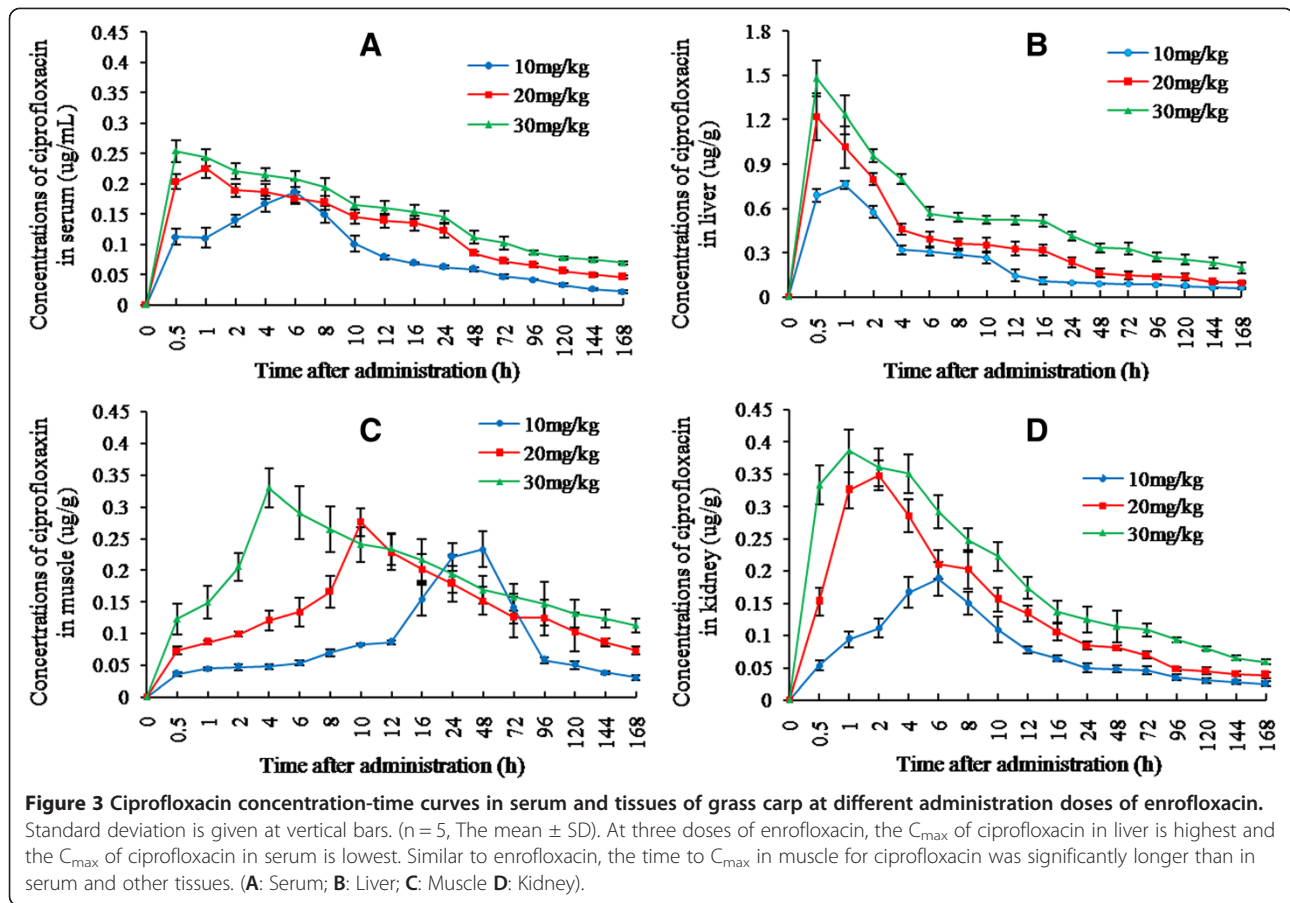 A
Concentrations of ciprofloxacin
in serum (ug/mL)
0.45
0.4
0.35
0.3
0.25
0.2
0.15
0.1
0.05
0
10mg/kg
20mg/kg
30mg/kg
0 0.5 1 2 4 6 8 10 12 16 24 48 72 96 120 144 168
Time after administration (h)
B
Concentrations of ciprofloxacin
in liver (ug/g)
1.8
1.5
1.2
0.9
0.6
0.3
0
10mg/kg
20mg/kg
30mg/kg
0 0.5 1 2 4 6 8 10 12 16 24 48 72 96 120 144 168
Time after administration (h)
C
Concertrations of ciprofloxaxin
in muscle (ug/g)
0.45
0.4
0.35
0.3
0.25
0.2
0.15
0.1
0.05
0
10mg/kg
20mg/kg
30mg/kg
0 0.5 1 2 4 6 8 10 12 16 24 48 72 96 120 144 168
Time after administration (h)
D
Concentrations of ciprofloxacin
in kidney (ug/g)
0.45
0.4
0.35
0.3
0.25
0.2
0.15
0.1
0.05
0
10mg/kg
20mg/kg
30mg/kg
0 0.5 1 2 4 6 8 10 12 16 24 48 72 96 120 144 168
Time after administration (h)
Figure 3 Ciprofloxacin concentration-time curves in serum and tissues of grass carp at different administration doses of enrofloxacin.
Standard deviation is given at vertical bars. (n = 5, The mean ± SD). At three doses of enrofloxacin, the Cmax of ciprofloxacin in liver is highest and
the Cmax of ciprofloxacin in serum is lowest. Similar to enrofloxacin, the time to Cmax in muscle for ciprofloxacin was significantly longer than in
serum and other tissues. (A: Serum; B: Liver; C: Muscle D: Kidney).